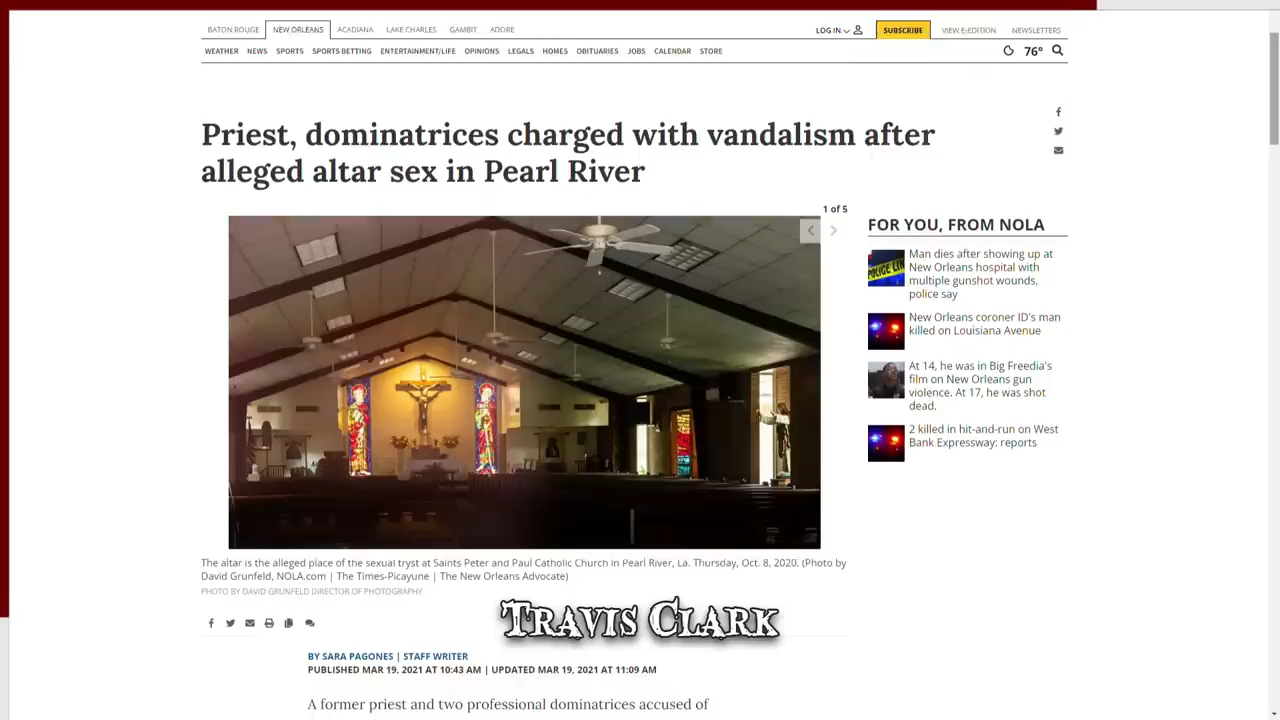 BATON ROUGE NEW ORLEANS ACADIANA LAKE CHARLES GAMBIT ADORE LOG IN SUBSCRIBE VIEW E-EDITION NEWSLETTERS
WEATHER NEWS SPORTS SPORTS BETTING ENTERTAINMENT/LIFE OPINIONS LEGALS HOMES OBITUARIES JOBS CALENDAR STORE 76°
Priest, dominatrices charged with vandalism after
alleged altar sex in Pearl River
1 of 5
FOR YOU, FROM NOLA
POLICE LIN
Man dies after showing up at
New Orleans hospital with
multiple gunshot wounds,
police say
New Orleans coroner ID's man
killed on Louisiana Avenue
At 14, he was in Big Freedia's
film on New Orleans gun
violence. At 17, he was shot
dead.
2 killed in hit-and-run on West
Bank Expressway: reports
The altar is the alleged place of the sexual tryst at Saints Peter and Paul Catholic Church in Pearl River, La. Thursday, Oct. 8, 2020. (Photo by
David Grunfeld, NOLA.com | The Times-Picayune | The New Orleans Advocate)
PHOTO BY DAVID GRUNFELD DIRECTOR OF PHOTOGRAPHY
TRAVIS CLARK
BY SARA PAGONES | STAFF WRITER
PUBLISHED MAR 19, 2021 AT 10:43 AM | UPDATED MAR 19, 2021 AT 11:09 AM
A former priest and two professional dominatrices accused of